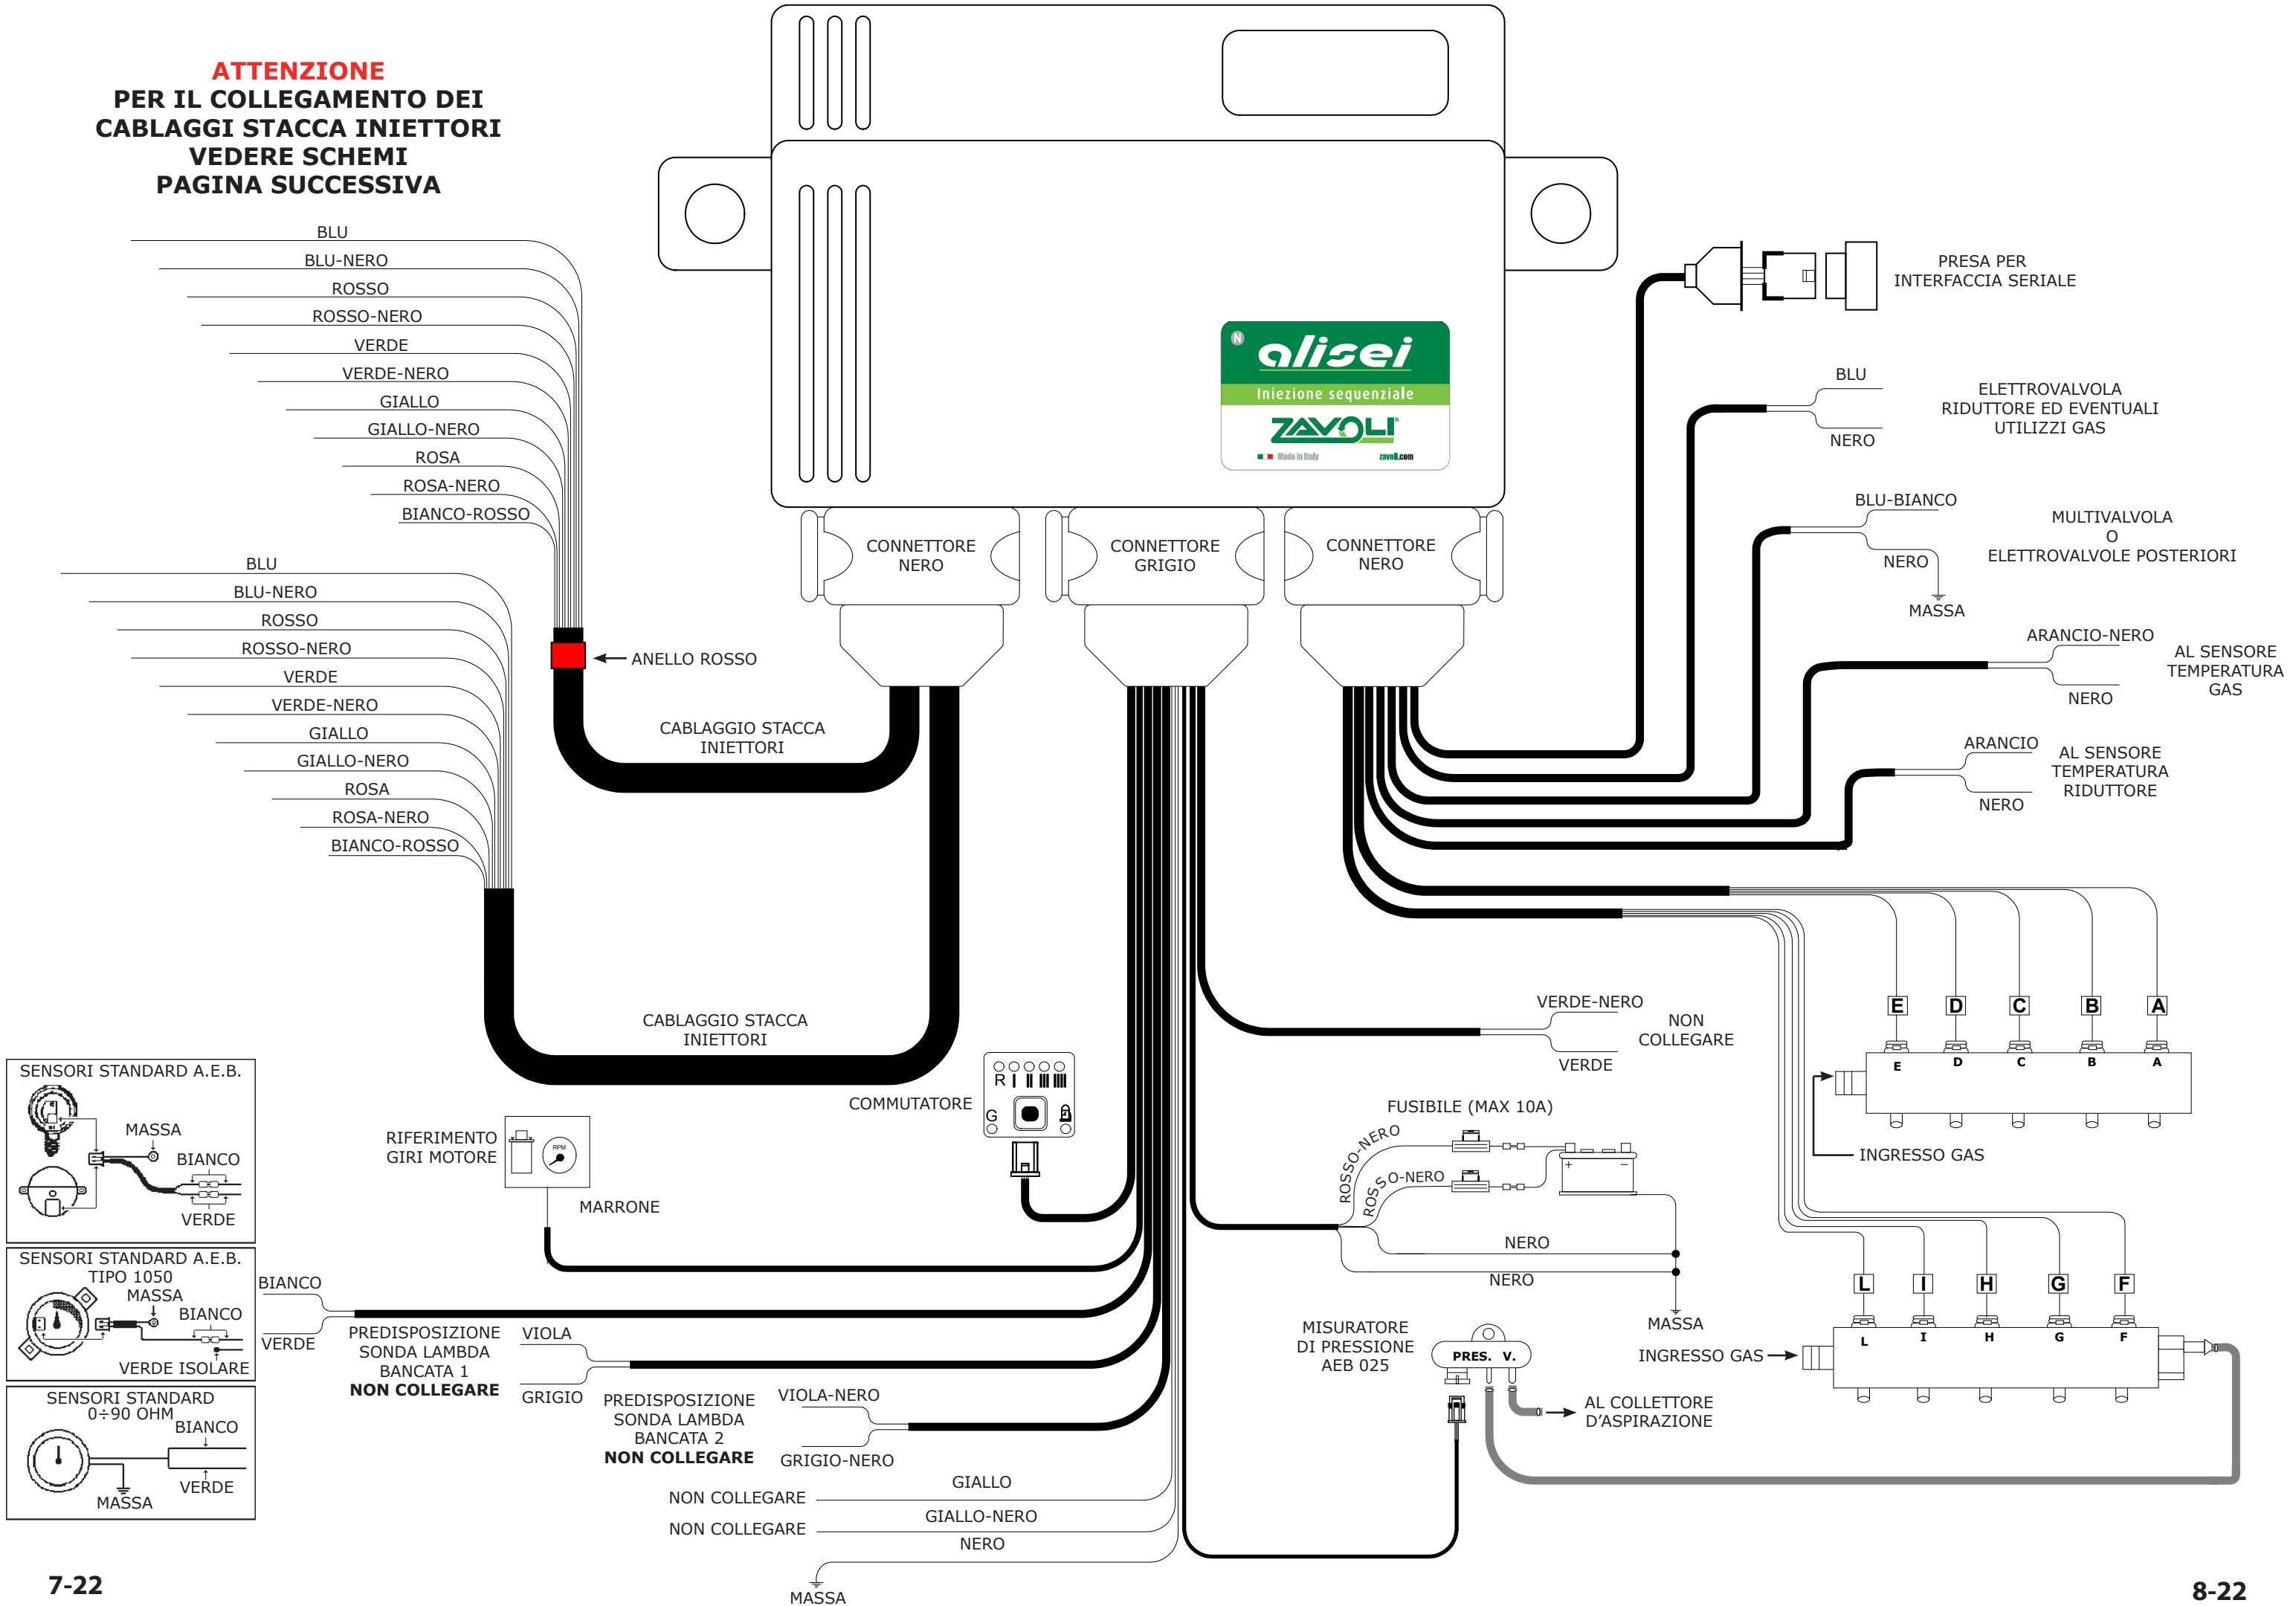 ATTENZIONE
PER IL COLLEGAMENTO DEI
CABLAGGI STACCA INIETTORI
VEDERE SCHEMI
PAGINA SUCCESSIVA
BLU
BLU-NERO
ROSSO
ROSSO-NERO
VERDE
VERDE-NERO
GIALLO
GIALLO-NERO
ROSA
ROSA-NERO
BIANCO-ROSSO
BLU
BLU-NERO
ROSSO
ROSSO-NERO
VERDE
VERDE-NERO
GIALLO
GIALLO-NERO
ROSA
ROSA-NERO
BIANCO-ROSSO
ANELLO ROSSO
CABLAGGIO STACCA
INIETTORI
CABLAGGIO STACCA
INIETTORI
N
alisei
Iniezione sequenziale
ZAVOLI®
Made in Italy
zavoli.com
CONNETTORE
NERO
CONNETTORE
GRIGIO
CONNETTORE
NERO
PRESA PER
INTERFACCIA SERIALE
BLU
NERO
ELETTROVALVOLA
RIDUTTORE ED EVENTUALI
UTILIZZI GAS
BLU-BIANCO
NERO
MASSA
MULTIVALVOLA
O
ELETTROVALVOLE POSTERIORI
ARANCIO-NERO
NERO
AL SENSORE
TEMPERATURA
GAS
ARANCIO
NERO
AL SENSORE
TEMPERATURA
RIDUTTORE
E D C B A
E D C B A
INGRESSO GAS
L I H G F
L I H G F
INGRESSO GAS
VERDE-NERO
VERDE
NON
COLLEGARE
FUSIBILE (MAX 10A)
ROSSO-NERO
ROSSO-NERO
+ −
NERO
NERO
MASSA
MISURATORE
DI PRESSIONE
AEB 025
PRES. V.
AL COLLETTORE
D'ASPIRAZIONE
COMMUTATORE
R I II III IIII
G
RIFERIMENTO
GIRI MOTORE
RPM
MARRONE
SENSORI STANDARD A.E.B.
MASSA
BIANCO
VERDE
SENSORI STANDARD A.E.B.
TIPO 1050
MASSA
BIANCO
VERDE ISOLARE
SENSORI STANDARD
0÷90 OHM
BIANCO
VERDE
MASSA
BIANCO
VERDE
PREDISPOSIZIONE
SONDA LAMBDA
BANCATA 1
NON COLLEGARE
VIOLA
GRIGIO
PREDISPOSIZIONE
SONDA LAMBDA
BANCATA 2
NON COLLEGARE
VIOLA-NERO
GRIGIO-NERO
NON COLLEGARE
GIALLO
NON COLLEGARE
GIALLO-NERO
NERO
MASSA
7-22
8-22